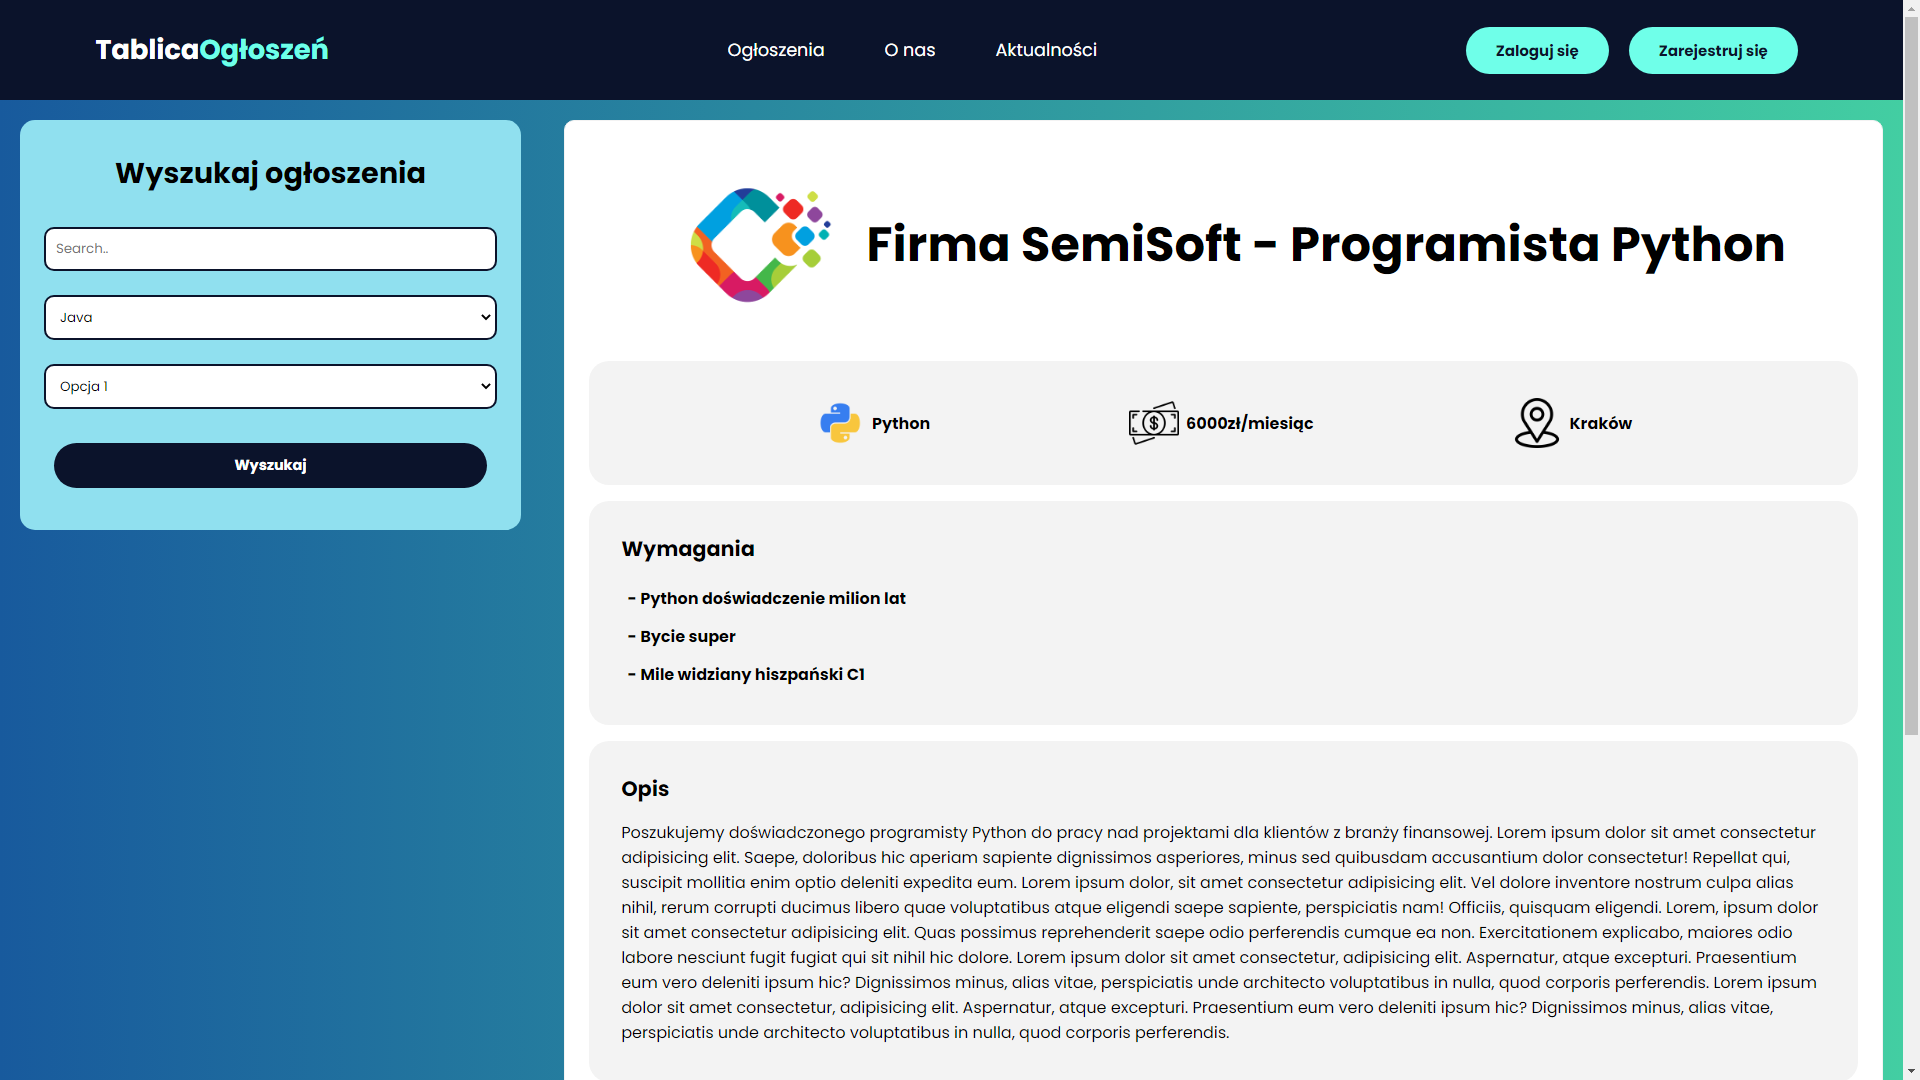 TablicaOgłoszeń
Ogłoszenia
O nas
Aktualności
Zaloguj się
Zarejestruj się
Wyszukaj ogłoszenia
Search..
Java
Opcja 1
Wyszukaj
Firma SemiSoft - Programista Python
Python
6000zł/miesiąc
Kraków
Wymagania
- Python doświadczenie milion lat
- Bycie super
- Mile widziany hiszpański C1
Opis
Poszukujemy doświadczonego programisty Python do pracy nad projektami dla klientów z branży finansowej. Lorem ipsum dolor sit amet consectetur
adipisicing elit. Saepe, doloribus hic aperiam sapiente dignissimos asperiores, minus sed quibusdam accusantium dolor consectetur! Repellat qui,
suscipit mollitia enim optio deleniti expedita eum. Lorem ipsum dolor, sit amet consectetur adipisicing elit. Vel dolore inventore nostrum culpa alias
nihil, rerum corrupti ducimus libero quae voluptatibus atque eligendi saepe sapiente, perspiciatis nam! Officiis, quisquam eligendi. Lorem, ipsum dolor
sit amet consectetur adipisicing elit. Quas possimus reprehenderit saepe odio perferendis cumque ea non. Exercitationem explicabo, maiores odio
labore nesciunt fugit fugiat qui sit nihil hic dolore. Lorem ipsum dolor sit amet consectetur, adipisicing elit. Aspernatur, atque excepturi. Praesentium
eum vero deleniti ipsum hic? Dignissimos minus, alias vitae, perspiciatis unde architecto voluptatibus in nulla, quod corporis perferendis. Lorem ipsum
dolor sit amet consectetur, adipisicing elit. Aspernatur, atque excepturi. Praesentium eum vero deleniti ipsum hic? Dignissimos minus, alias vitae,
perspiciatis unde architecto voluptatibus in nulla, quod corporis perferendis.